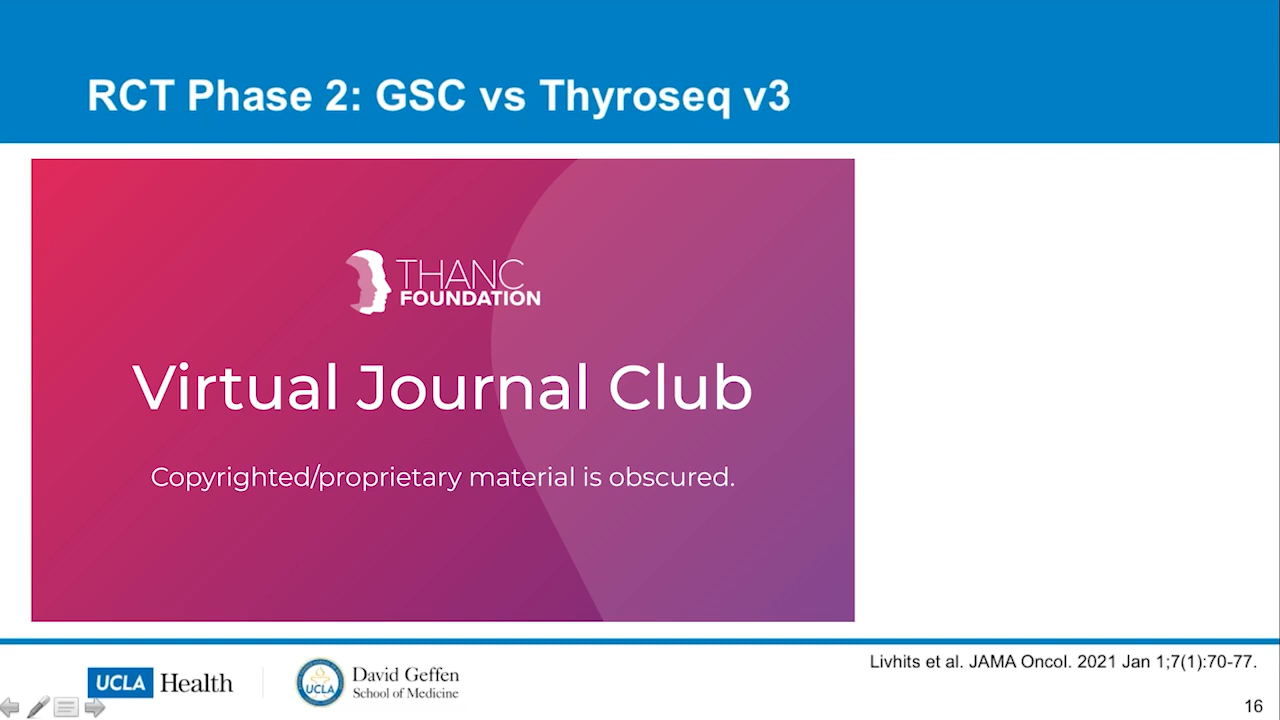 RCT Phase 2: GSC vs Thyroseq v3
THANC
FOUNDATION
Virtual Journal Club
Copyrighted/proprietary material is obscured.
Livhits et al. JAMA Oncol. 2021 Jan 1;7(1):70-77.
UCLA Health
UCLA
David Geffen
School of Medicine
16